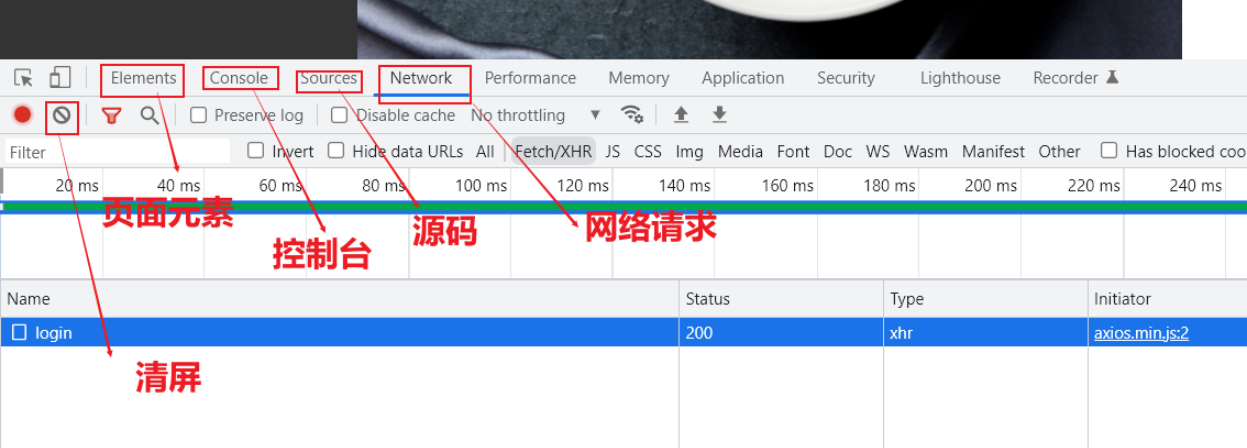 Elements Console Sources Network Performance Memory Application Security Lighthouse Recorder
Preserve log Disable cache No throttling
Filter Invert Hide data URLs All Fetch/XHR JS CSS Img Media Font Doc WS Wasm Manifest Other Has blocked coo
20 ms 40 ms 60 ms 80 ms 100 ms 120 ms 140 ms 160 ms 180 ms 200 ms 220 ms 240 ms
页面元素
控制台
源码
网络请求
Name Status Type Initiator
login 200 xhr axios.min.js:2
清屏